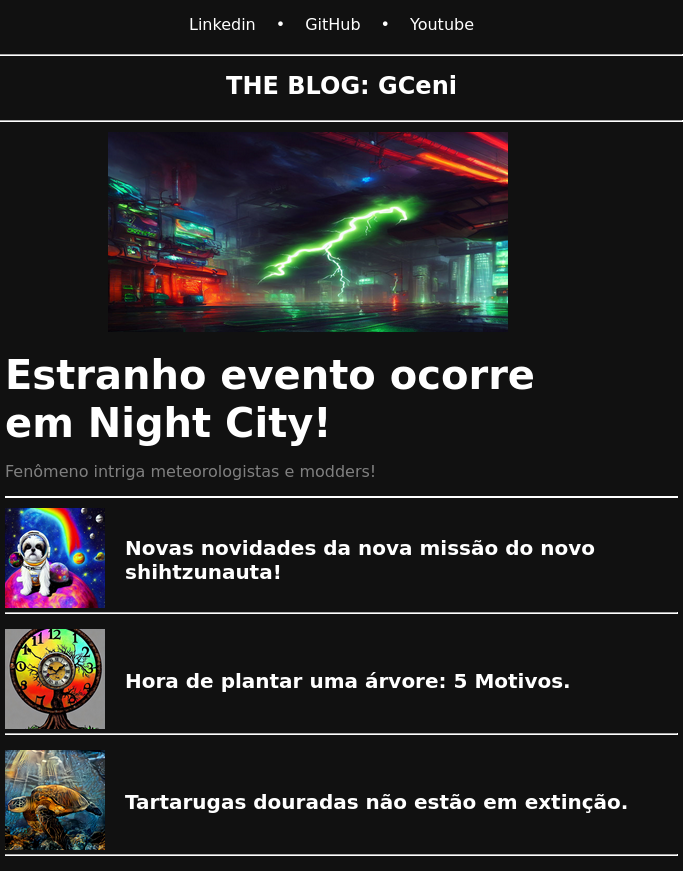 Linkedin • GitHub • Youtube
THE BLOG: GCeni
Estranho evento ocorre
em Night City!
Fenômeno intriga meteorologistas e modders!
Novas novidades da nova missão do novo
shihtzunauta!
Hora de plantar uma árvore: 5 Motivos.
Tartarugas douradas não estão em extinção.